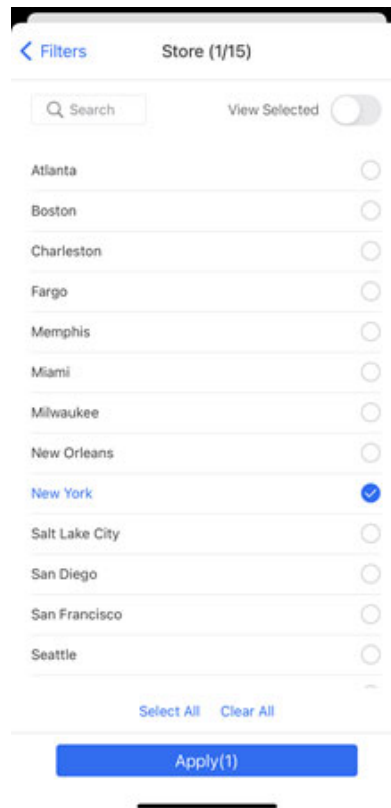 Filters Store (1/15)
Search View Selected
Atlanta
Boston
Charleston
Fargo
Memphis
Miami
Milwaukee
New Orleans
New York
Salt Lake City
San Diego
San Francisco
Seattle
Select All Clear All
Apply(1)